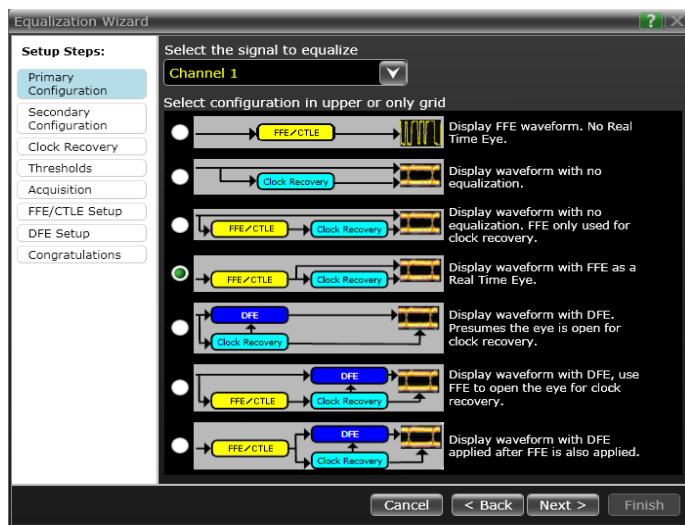 Equalization Wizard
?
X
Setup Steps:
Primary
Configuration
Secondary
Configuration
Clock Recovery
Thresholds
Acquisition
FFE/CTLE Setup
DFE Setup
Congratulations
Select the signal to equalize
Channel 1
Select configuration in upper or only grid
FFE/CTLE
Display FFE waveform. No Real
Time Eye.
Clock Recovery
Display waveform with no
equalization.
FFE/CTLE Clock Recovery
Display waveform with no
equalization. FFE only used for
clock recovery.
FFE/CTLE Clock Recovery
Display waveform with FFE as a
Real Time Eye.
DFE
Clock Recovery
Display waveform with DFE.
Presumes the eye is open for
clock recovery.
DFE
FFE/CTLE Clock Recovery
Display waveform with DFE, use
FFE to open the eye for clock
recovery.
DFE
FFE/CTLE Clock Recovery
Display waveform with DFE
applied after FFE is also applied.
Cancel < Back Next > Finish